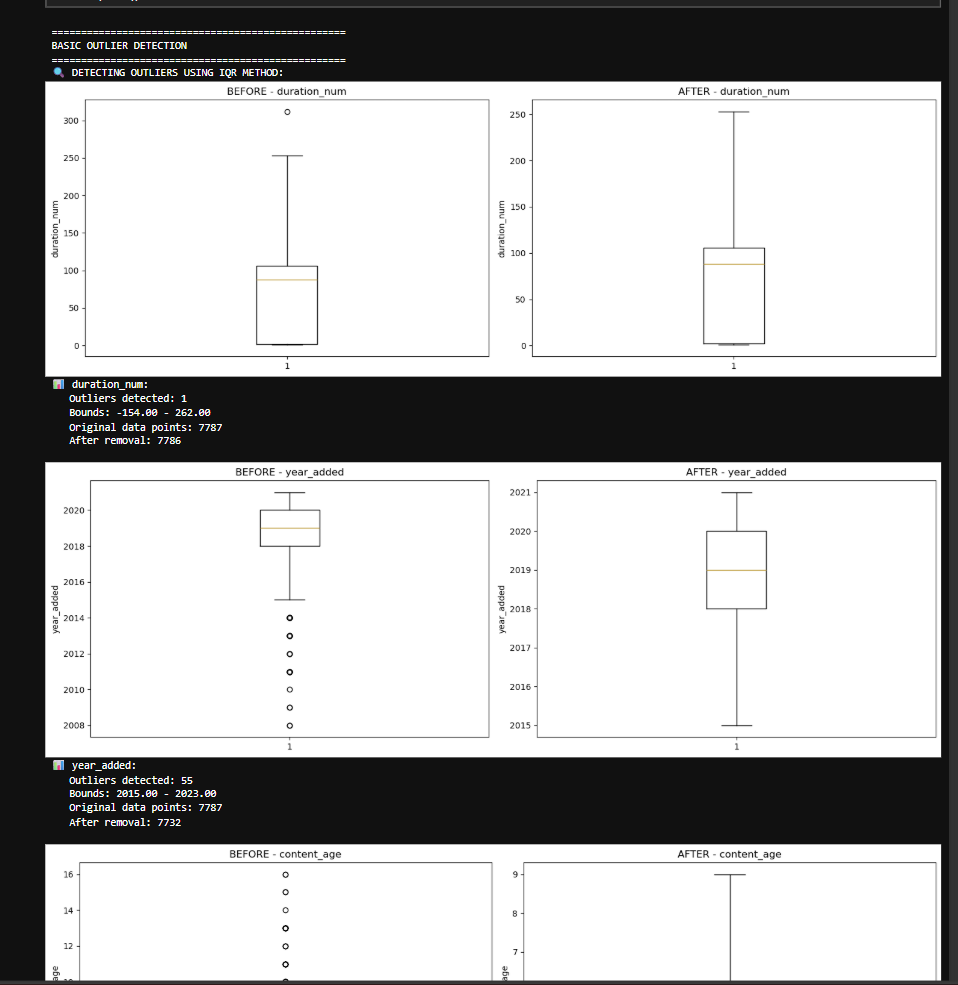 ==================================================
BASIC OUTLIER DETECTION
==================================================
🔍 DETECTING OUTLIERS USING IQR METHOD:
BEFORE - duration_num
AFTER - duration_num
300
250
200
150
100
50
0
duration_num
1
250
200
150
100
50
0
duration_num
1
📊 duration_num:
Outliers detected: 1
Bounds: -154.00 - 262.00
Original data points: 7787
After removal: 7786
BEFORE - year_added
AFTER - year_added
2020
2018
2016
2014
2012
2010
2008
year_added
1
2021
2020
2019
2018
2017
2016
2015
year_added
1
📊 year_added:
Outliers detected: 55
Bounds: 2015.00 - 2023.00
Original data points: 7787
After removal: 7732
BEFORE - content_age
AFTER - content_age
16
14
12
age
9
8
7
age